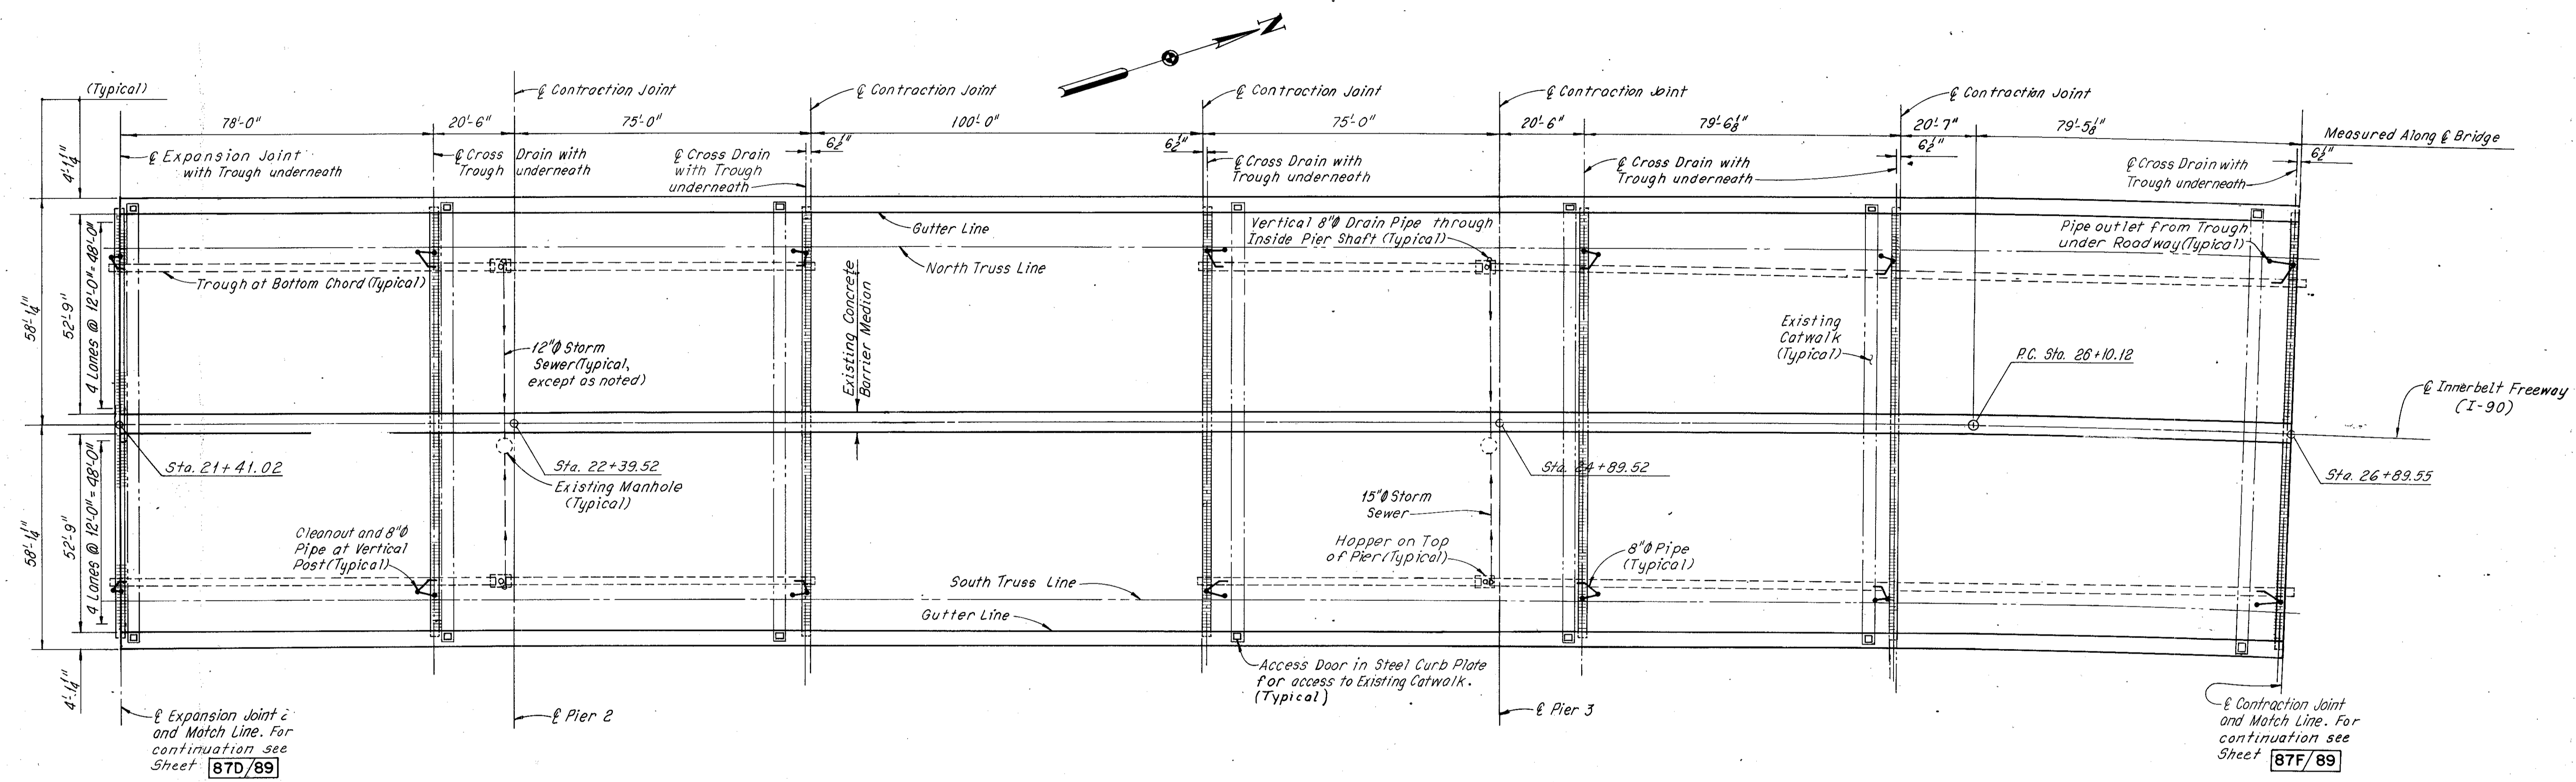 N
(Typical)
℄ Contraction Joint
℄ Contraction Joint
℄ Contraction Joint
℄ Contraction Joint
℄ Contraction Joint
78'-0"
20'-6"
75'-0"
100'-0"
75'-0"
20'-6"
79'-6⅛"
20'-7"
79'-5⅛"
Measured Along ℄ Bridge
6½"
6½"
6½"
6½"
4'-1¼"
℄ Expansion Joint
with Trough underneath
℄ Cross Drain with
Trough underneath
℄ Cross Drain
with Trough
underneath
℄ Cross Drain with
Trough underneath
℄ Cross Drain with
Trough underneath
℄ Cross Drain with
Trough underneath
Gutter Line
Vertical 8"Ø Drain Pipe through
Inside Pier Shaft (Typical)
Pipe outlet from Trough
under Roadway (Typical)
North Truss Line
Trough at Bottom Chord (Typical)
58'-1¼"
52'-9"
4 Lanes @ 12'-0" = 48'-0"
12"Ø Storm
Sewer (Typical,
except as noted)
Existing Concrete
Barrier Median
Existing
Catwalk
(Typical)
P.C. Sta. 26+10.12
℄ Innerbelt Freeway
(I-90)
Sta. 21+41.02
Sta. 22+39.52
Existing Manhole
(Typical)
Sta. 24+89.52
Sta. 26+89.55
58'-1¼"
52'-9"
4 Lanes @ 12'-0" = 48'-0"
Cleanout and 8"Ø
Pipe at Vertical
Post (Typical)
15"Ø Storm
Sewer
Hopper on Top
of Pier (Typical)
8"Ø Pipe
(Typical)
South Truss Line
Gutter Line
4'-1¼"
Access Door in Steel Curb Plate
for access to Existing Catwalk.
(Typical)
℄ Expansion Joint
and Match Line. For
continuation see
Sheet 87D/89
℄ Pier 2
℄ Pier 3
℄ Contraction Joint
and Match Line. For
continuation see
Sheet 87F/89